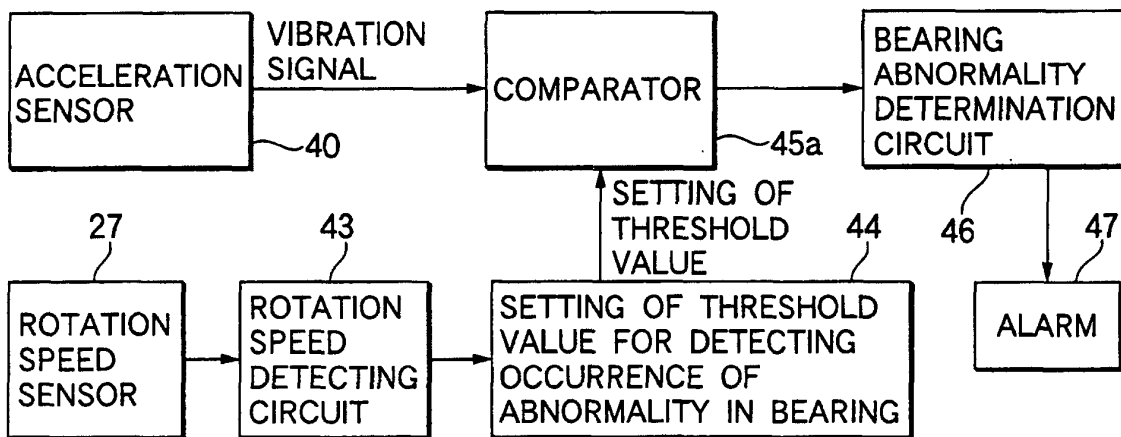 ACCELERATION
SENSOR
40
VIBRATION
SIGNAL
COMPARATOR
45a
BEARING
ABNORMALITY
DETERMINATION
CIRCUIT
46
SETTING OF
THRESHOLD
VALUE
27
ROTATION
SPEED
SENSOR
43
ROTATION
SPEED
DETECTING
CIRCUIT
44
SETTING OF THRESHOLD
VALUE FOR DETECTING
OCCURRENCE OF
ABNORMALITY IN BEARING
47
ALARM